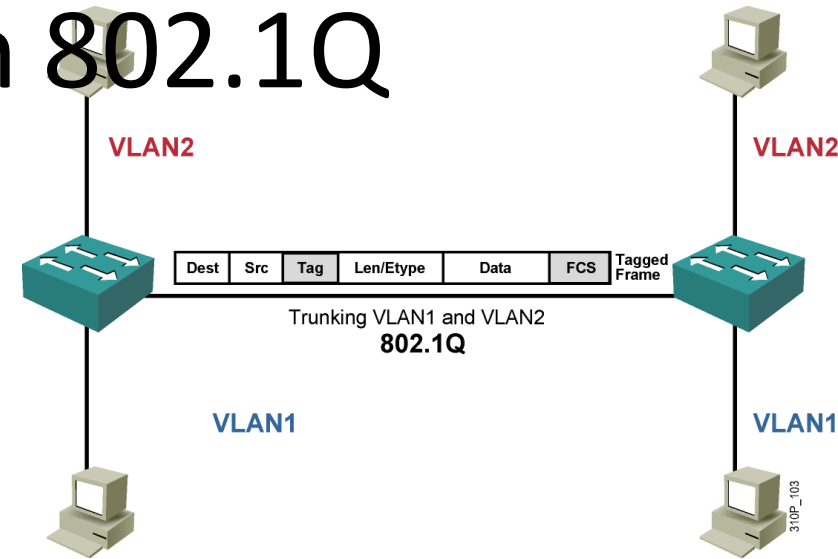 n 802.1Q
VLAN2
VLAN2
Dest Src Tag Len/Etype Data FCS
Tagged
Frame
Trunking VLAN1 and VLAN2
802.1Q
VLAN1
VLAN1
310P_103